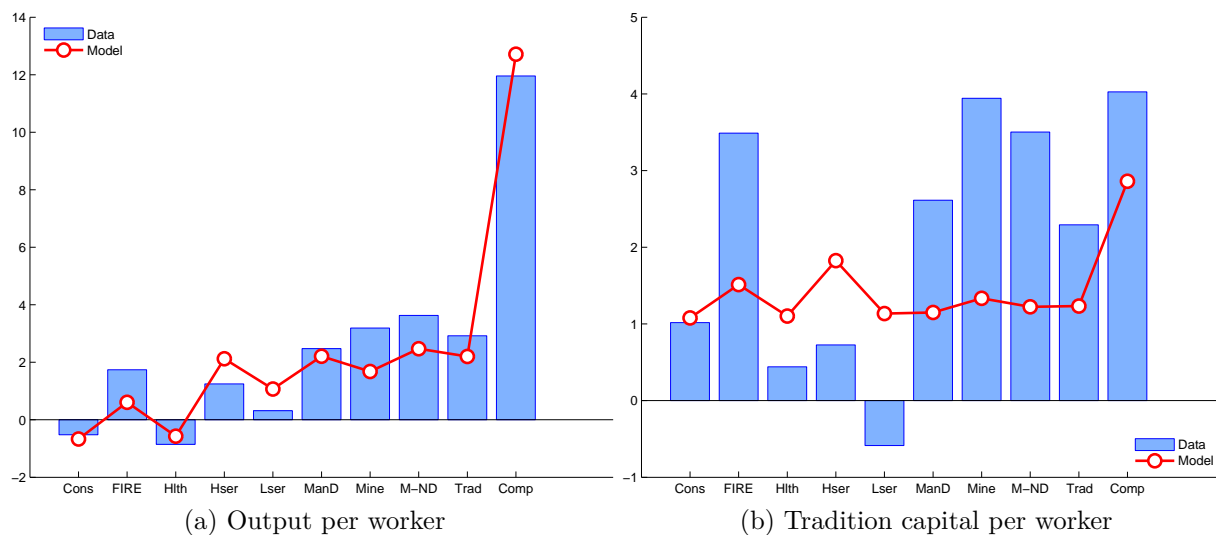 14
12
10
8
6
4
2
0
−2
Data
Model
Cons FIRE Hlth Hser Lser ManD Mine M−ND Trad Comp
(a) Output per worker
5
4
3
2
1
0
−1
Data
Model
Cons FIRE Hlth Hser Lser ManD Mine M−ND Trad Comp
(b) Tradition capital per worker